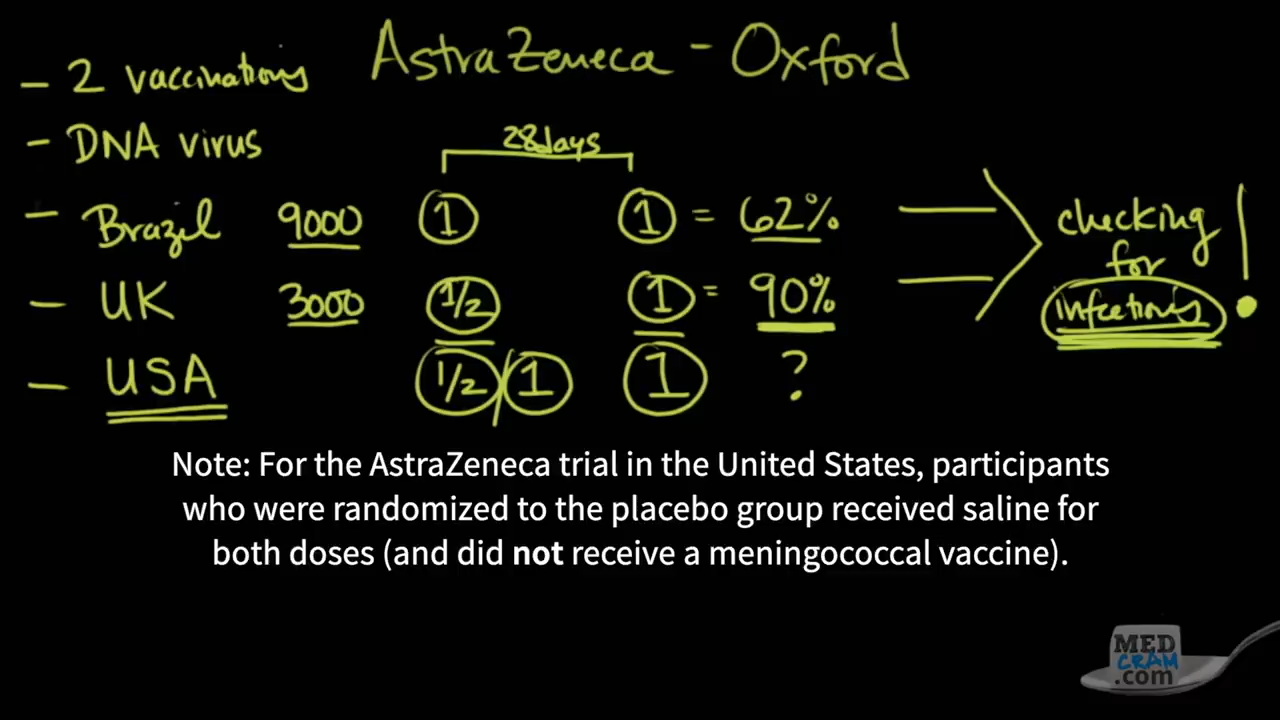 AstraZeneca - Oxford
- 2 vaccinations
- DNA virus
28days
- Brazil 9000 1 1 = 62%
- UK 3000 1/2 1 = 90%
- USA 1/2 / 1 1 ?
checking
for
infections
!
Note: For the AstraZeneca trial in the United States, participants
who were randomized to the placebo group received saline for
both doses (and did not receive a meningococcal vaccine).
MED
CRAM
.com